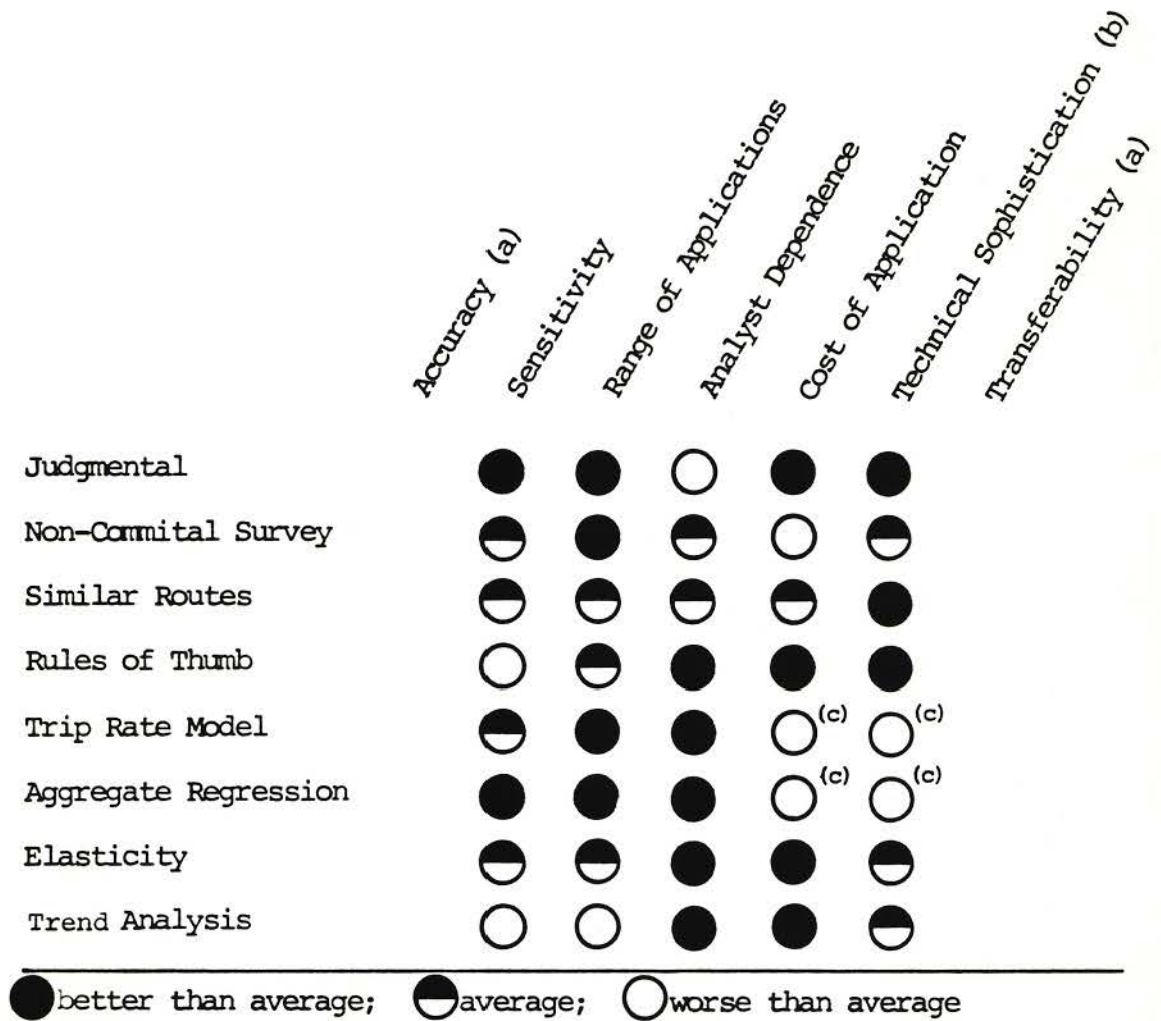 Accuracy (a)
Sensitivity
Range of Applications
Analyst Dependence
Cost of Application
Technical Sophistication (b)
Transferability (a)
Judgmental
Non-Commital Survey
Similar Routes
Rules of Thumb
Trip Rate Model (c) (c)
Aggregate Regression (c) (c)
Elasticity
Trend Analysis
better than average; average; worse than average